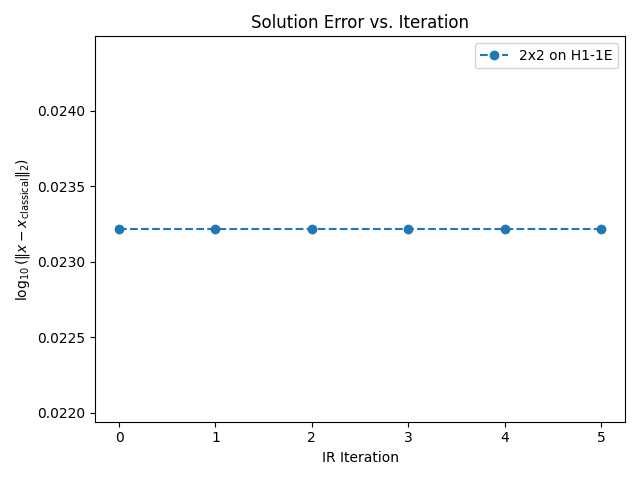 Solution Error vs. Iteration
2x2 on H1-1E
0.0240
0.0235
0.0230
0.0225
0.0220
log₁₀ (‖x − x_classical‖₂)
0 1 2 3 4 5
IR Iteration